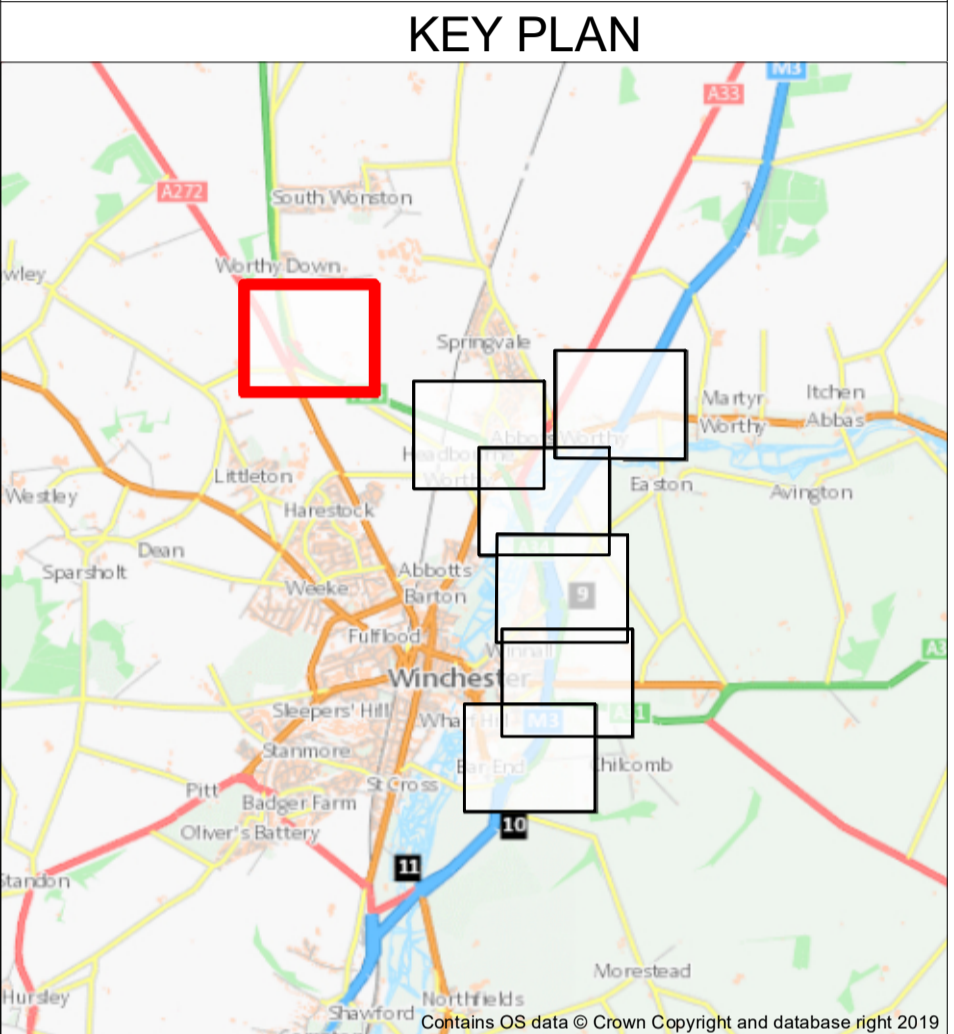 KEY PLAN
M3
A33
A272
South Wonston
Worthy Down
wley
Springvale
Martyr
Worthy
Itchen
Abbas
Abbots Worthy
Headbourne
Worthy
Littleton
Easton
Avington
Westley
Harestock
Dean
Sparsholt
Abbotts
Barton
Weeke
9
Fulflood
Winnall
A3
Winchester
Sleepers' Hill
Wharf Hill
M3
Stanmore
Bar End
Chilcomb
Pitt
St Cross
Badger Farm
Oliver's Battery
10
11
Standon
Morestead
Hursley
Northfields
Shawford
Contains OS data © Crown Copyright and database right 2019